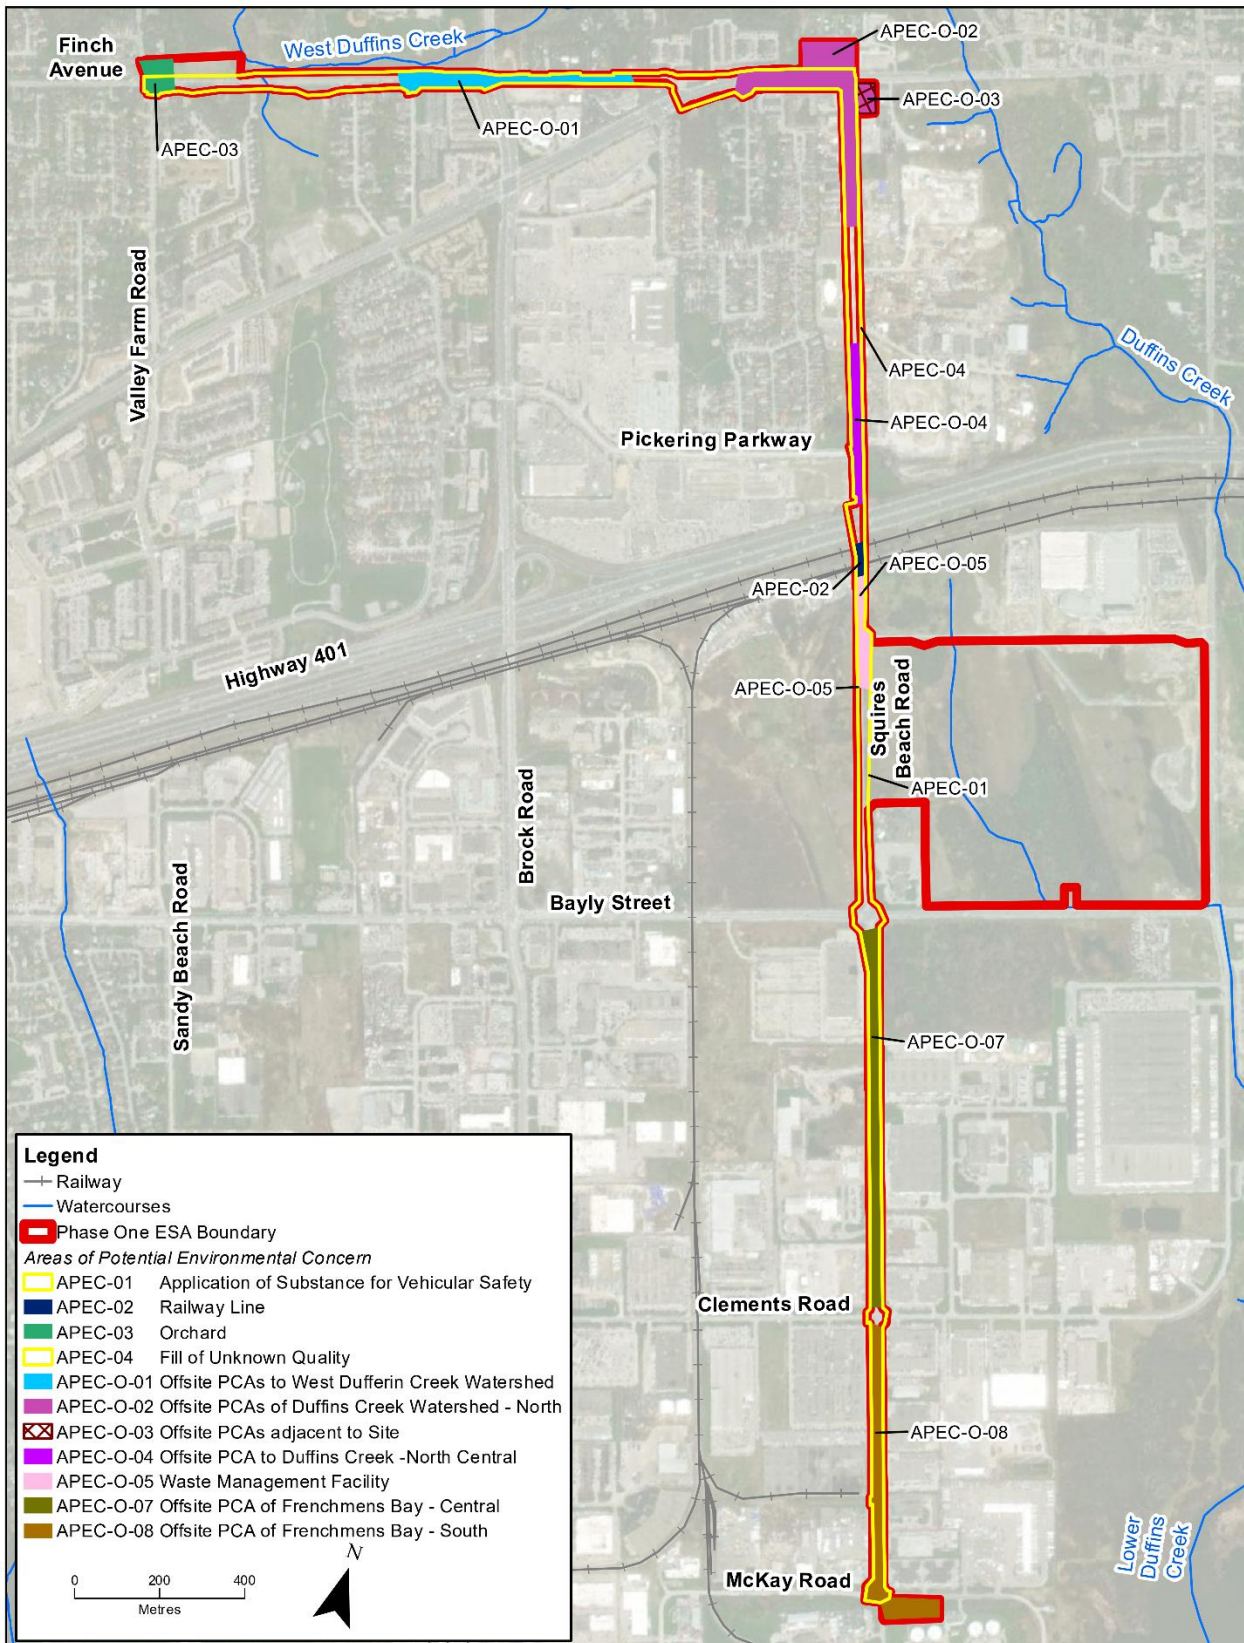 Finch
Avenue
West Duffins Creek
APEC-O-02
APEC-O-03
APEC-O-01
APEC-03
Valley Farm Road
APEC-04
Duffins Creek
APEC-O-04
Pickering Parkway
APEC-O-05
APEC-02
Highway 401
APEC-O-05
Squires
Beach Road
APEC-01
Brock Road
Bayly Street
Sandy Beach Road
APEC-O-07
Clements Road
APEC-O-08
McKay Road
Lower
Duffins
Creek
Legend
Railway
Watercourses
Phase One ESA Boundary
Areas of Potential Environmental Concern
APEC-01 Application of Substance for Vehicular Safety
APEC-02 Railway Line
APEC-03 Orchard
APEC-04 Fill of Unknown Quality
APEC-O-01 Offsite PCAs to West Dufferin Creek Watershed
APEC-O-02 Offsite PCAs of Duffins Creek Watershed - North
APEC-O-03 Offsite PCAs adjacent to Site
APEC-O-04 Offsite PCA to Duffins Creek -North Central
APEC-O-05 Waste Management Facility
APEC-O-07 Offsite PCA of Frenchmens Bay - Central
APEC-O-08 Offsite PCA of Frenchmens Bay - South
N
0 200 400
Metres